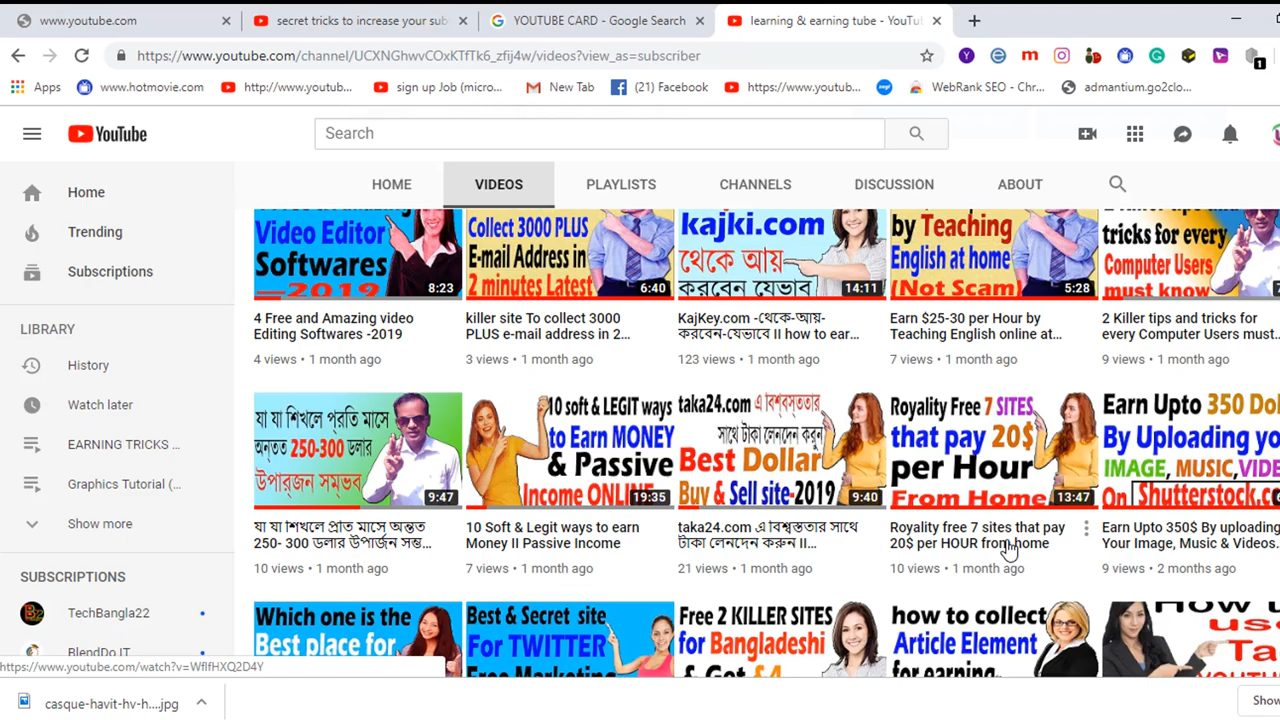 www.youtube.com
secret tricks to increase your sub
YOUTUBE CARD - Google Search
learning & earning tube - YouTu
https://www.youtube.com/channel/UCXNGhwvCOxKTfTk6_zfij4w/videos?view_as=subscriber
1
Apps
www.hotmovie.com
http://www.youtub...
sign up Job (micro...
New Tab
(21) Facebook
https://www.youtub...
WebRank SEO - Chr...
admantium.go2clo...
YouTube
Search
HOME
VIDEOS
PLAYLISTS
CHANNELS
DISCUSSION
ABOUT
Home
Trending
Subscriptions
LIBRARY
History
Watch later
EARNING TRICKS ...
Graphics Tutorial (...
Show more
SUBSCRIPTIONS
TechBangla22
BlenDo IT
Video Editor
Softwares
2019
8:23
Collect 3000 PLUS
E-mail Address in
2 minutes Latest
6:40
kajki.com
থেকে আয়
করবেন যেভাবে
14:11
by Teaching
English at home
(Not Scam)
5:28
tricks for every
Computer Users
must know
4 Free and Amazing video
Editing Softwares -2019
4 views • 1 month ago
killer site To collect 3000
PLUS e-mail address in 2...
3 views • 1 month ago
KajKey.com -থেকে-আয়-
করবেন-যেভাবে II how to ear...
123 views • 1 month ago
Earn $25-30 per Hour by
Teaching English online at...
7 views • 1 month ago
2 Killer tips and tricks for
every Computer Users must...
9 views • 1 month ago
যা যা শিখলে প্রতি মাসে
অন্তত 250-300 ডলার
উপার্জন সম্ভব
9:47
10 soft & LEGIT ways
to Earn MONEY
& Passive
Income ONLINE
19:35
taka24.com এ বিশ্বস্ততার
সাথে টাকা লেনদেন করুন
Best Dollar
Buy & Sell site-2019
9:40
Royality Free 7 SITES
that pay 20$
per Hour
From Home
13:47
Earn Upto 350 Dol
By Uploading yo
IMAGE, MUSIC,VIDE
On Shutterstock.c
যা যা শিখলে প্রতি মাসে অন্তত
250- 300 ডলার উপার্জন সম্ভ...
10 views • 1 month ago
10 Soft & Legit ways to earn
Money II Passive Income
7 views • 1 month ago
taka24.com এ বিশ্বস্ততার সাথে
টাকা লেনদেন করুন II...
21 views • 1 month ago
Royality free 7 sites that pay
20$ per HOUR from home
10 views • 1 month ago
Earn Upto 350$ By uploading
Your Image, Music & Videos.
9 views • 2 months ago
Which one is the
Best place for
Best & Secret site
For TWITTER
Free Marketing
Free 2 KILLER SITES
for Bangladeshi
& Get $4
how to collect
Article Element
for earning
https://www.youtube.com/watch?v=WfIfHXQ2D4Y
casque-havit-hv-h....jpg
Show